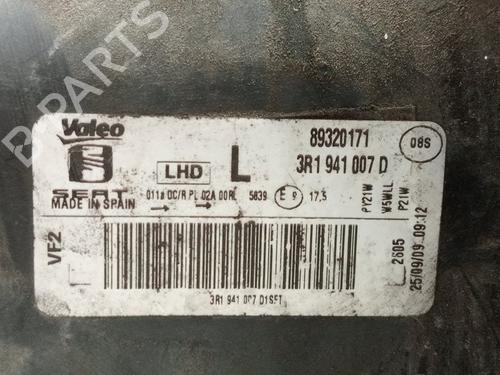 B-PARTS
Valeo
89320171
08S
LHD
L
3R1 941 007 D
SEAT
MADE IN SPAIN
011a DC/R PL 02A 00RL 5839 E 9 17,5
PY21W
W5WLL
P21W
VF2
2605
25/09/09 09:12
3R1 941 007 D1SET